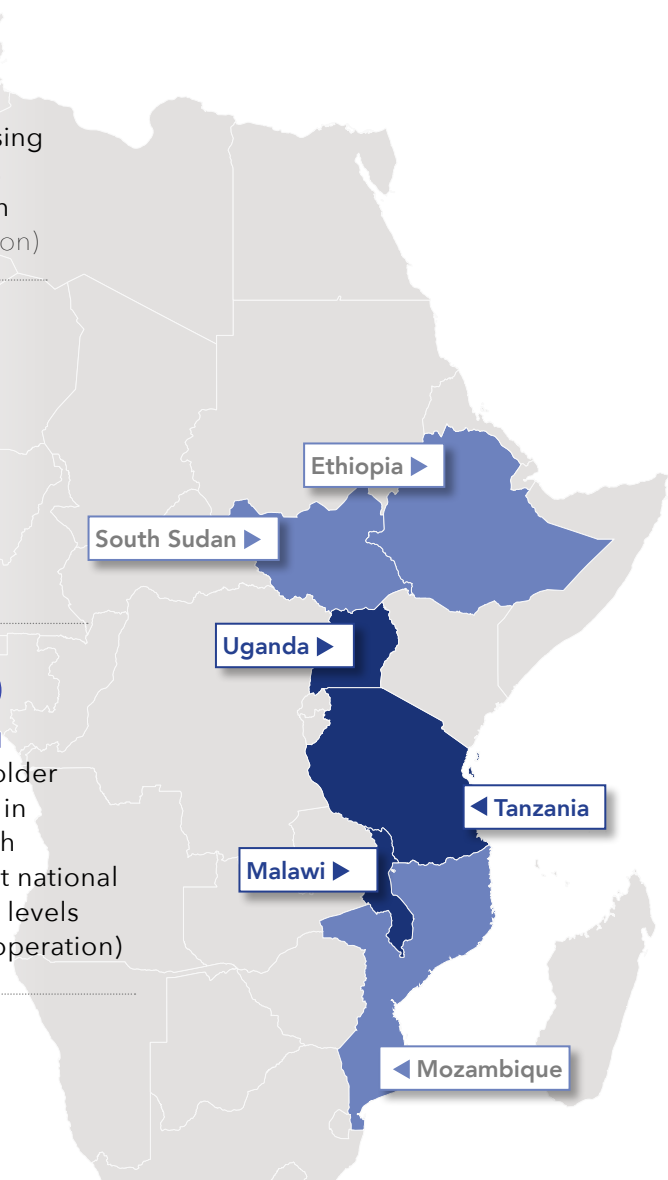 sing
n
on)
Ethiopia ▶
South Sudan ▶
Uganda ▶
)
older
in
h
t national
levels
operation)
◀ Tanzania
Malawi ▶
◀ Mozambique